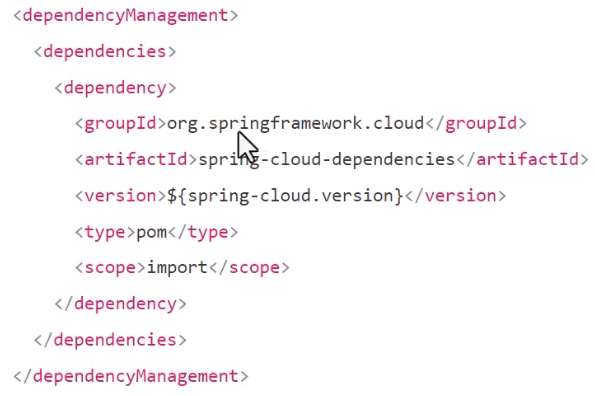 <dependencyManagement>
<dependencies>
<dependency>
<groupId>org.springframework.cloud</groupId>
<artifactId>spring-cloud-dependencies</artifactId>
<version>${spring-cloud.version}</version>
<type>pom</type>
<scope>import</scope>
</dependency>
</dependencies>
</dependencyManagement>